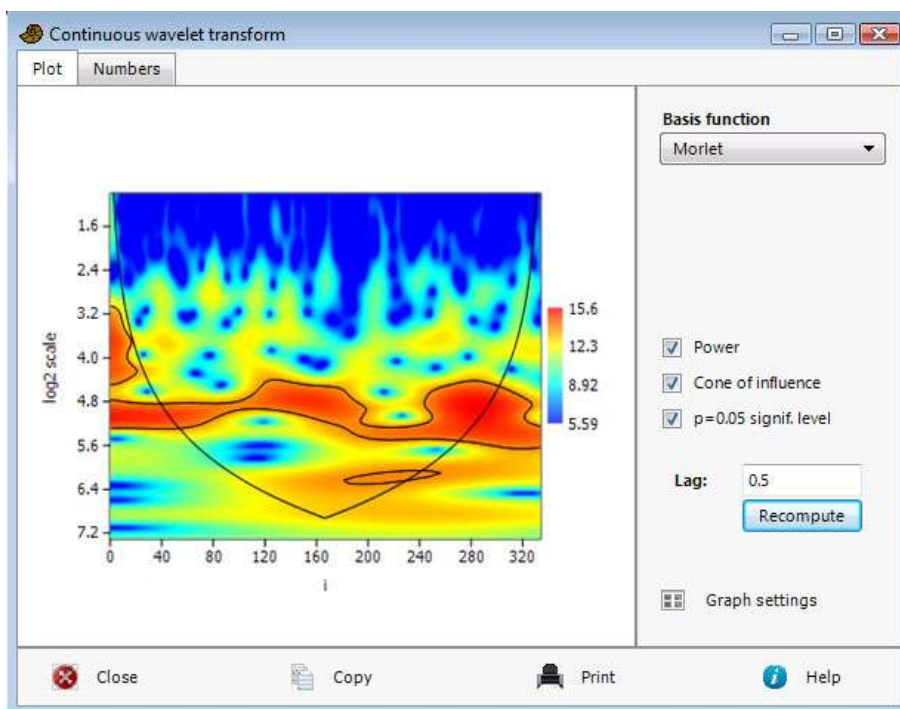 Continuous wavelet transform
Plot Numbers
Basis function
Morlet
1.6
2.4
3.2
4.0
4.8
5.6
6.4
7.2
log2 scale
0 40 80 120 160 200 240 280 320
i
15.6
12.3
8.92
5.59
Power
Cone of influence
p=0.05 signif. level
Lag: 0.5
Recompute
Graph settings
Close Copy Print Help